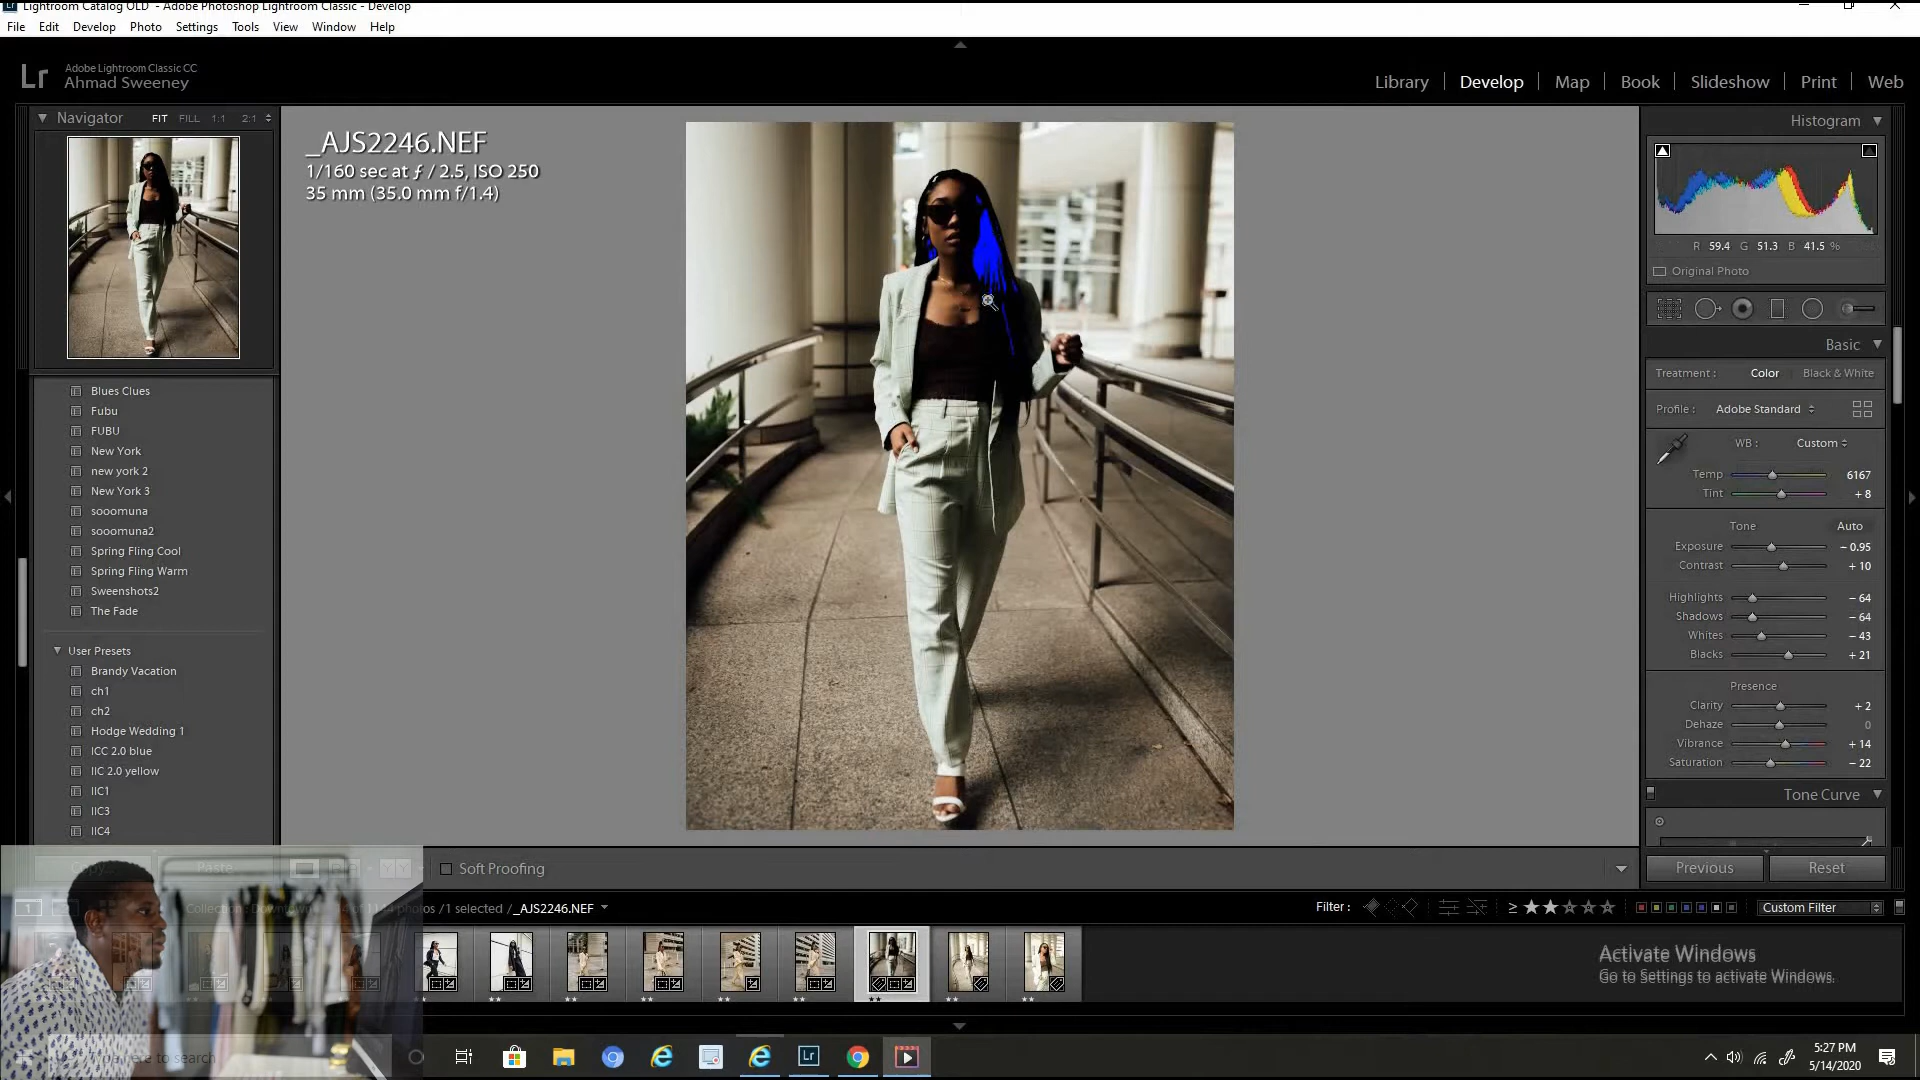 Lightroom Catalog OLD - Adobe Photoshop Lightroom Classic - Develop
File Edit Develop Photo Settings Tools View Window Help
Lr
Adobe Lightroom Classic CC
Ahmad Sweeney
Library Develop Map Book Slideshow Print Web
Navigator FIT FILL 1:1 2:1
_AJS2246.NEF
1/160 sec at ƒ / 2.5, ISO 250
35 mm (35.0 mm f/1.4)
Blues Clues
Fubu
FUBU
New York
new york 2
New York 3
sooomuna
sooomuna2
Spring Fling Cool
Spring Fling Warm
Sweenshots2
The Fade
User Presets
Brandy Vacation
ch1
ch2
Hodge Wedding 1
ICC 2.0 blue
IIC 2.0 yellow
IIC1
IIC3
IIC4
Histogram
R 59.4 G 51.3 B 41.5 %
Original Photo
Basic
Treatment : Color Black & White
Profile : Adobe Standard
WB : Custom
Temp 6167
Tint + 8
Tone Auto
Exposure − 0.95
Contrast + 10
Highlights − 64
Shadows − 64
Whites − 43
Blacks + 21
Presence
Clarity + 2
Dehaze 0
Vibrance + 14
Saturation − 22
Tone Curve
Previous Reset
Copy... Paste
Soft Proofing
1
photos / 1 selected / _AJS2246.NEF
Filter : ≥ Custom Filter
Activate Windows
Go to Settings to activate Windows.
Type here to search
Lr
5:27 PM
5/14/2020